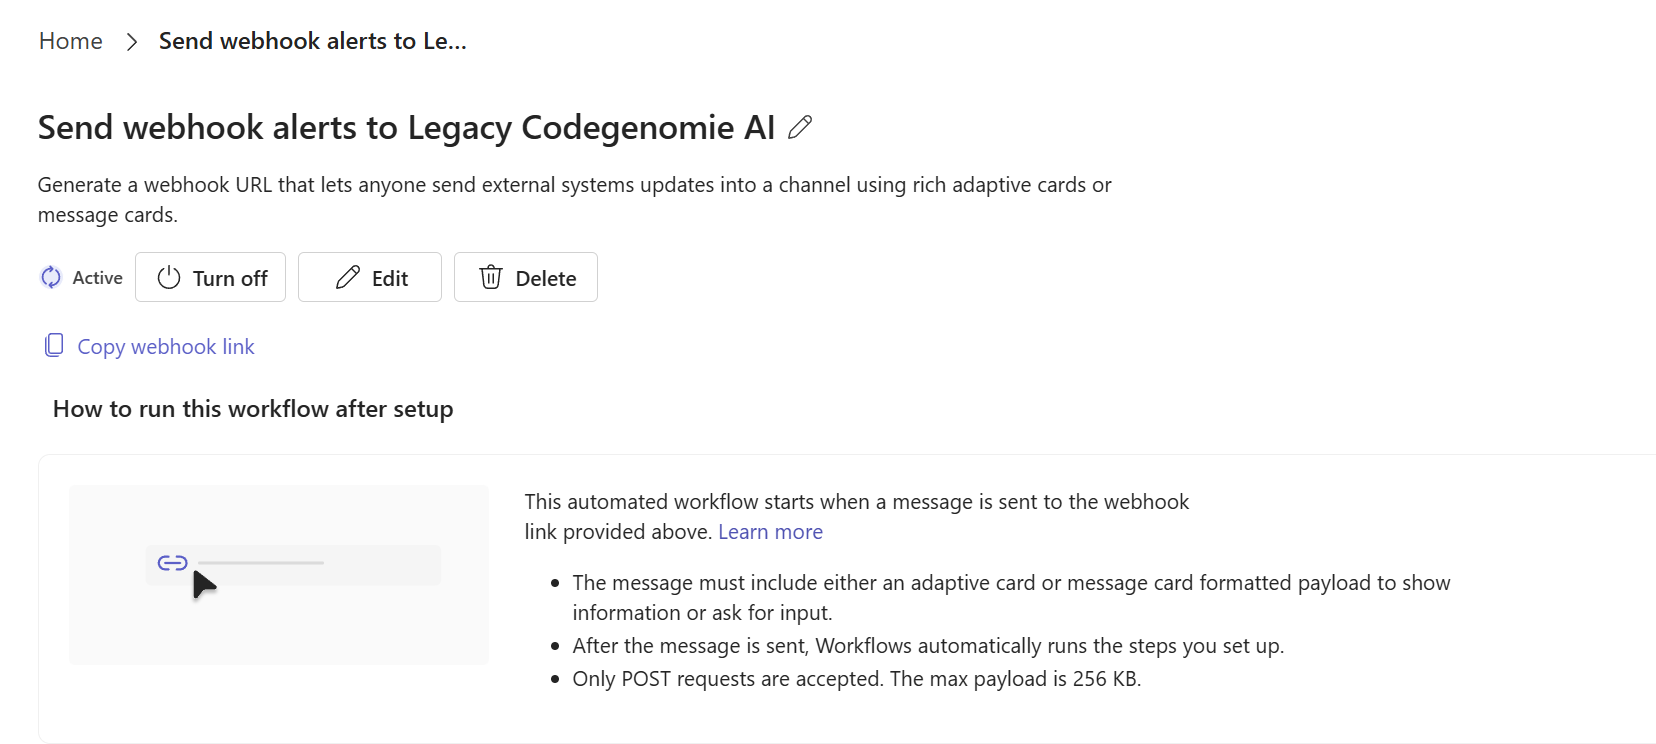 Home > Send webhook alerts to Le...
Send webhook alerts to Legacy Codegenomie AI
Generate a webhook URL that lets anyone send external systems updates into a channel using rich adaptive cards or
message cards.
Active Turn off Edit Delete
Copy webhook link
How to run this workflow after setup
This automated workflow starts when a message is sent to the webhook
link provided above. Learn more
• The message must include either an adaptive card or message card formatted payload to show
information or ask for input.
• After the message is sent, Workflows automatically runs the steps you set up.
• Only POST requests are accepted. The max payload is 256 KB.